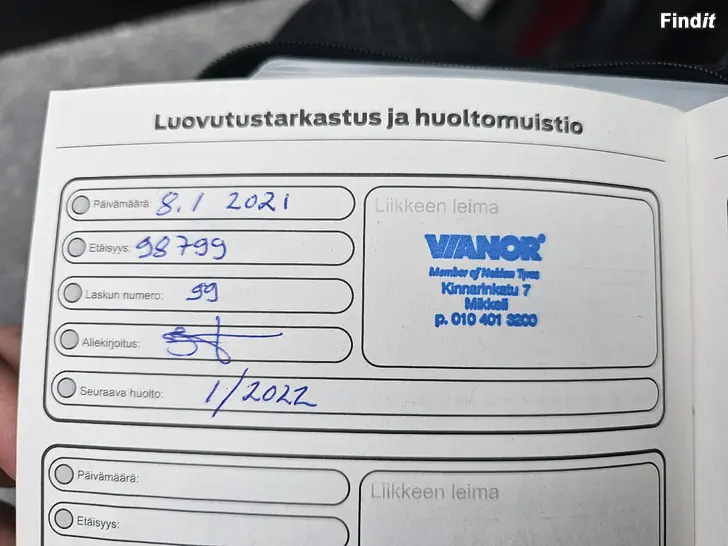 Findit
Luovutustarkastus ja huoltomuistio
Päivämäärä: 8.1 2021
Etäisyys: 98799
Laskun numero: 99
Allekirjoitus:
Seuraava huolto: 1/2022
Liikkeen leima
VIANOR
Member of Nokian Tyres
Kinnarinkatu 7
Mikkeli
p. 010 401 3200
Päivämäärä:
Etäisyys:
Liikkeen leima